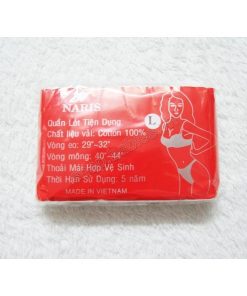 NARIS
Quần Lót Tiện Dụng
Chất liệu vải: Cotton 100%
L
Vòng eo: 29"-32"
Vòng mông: 40"-44"
Thoải Mái Hợp Vệ Sinh
Thời Hạn Sử Dụng: 5 năm
MADE IN VIETNAM